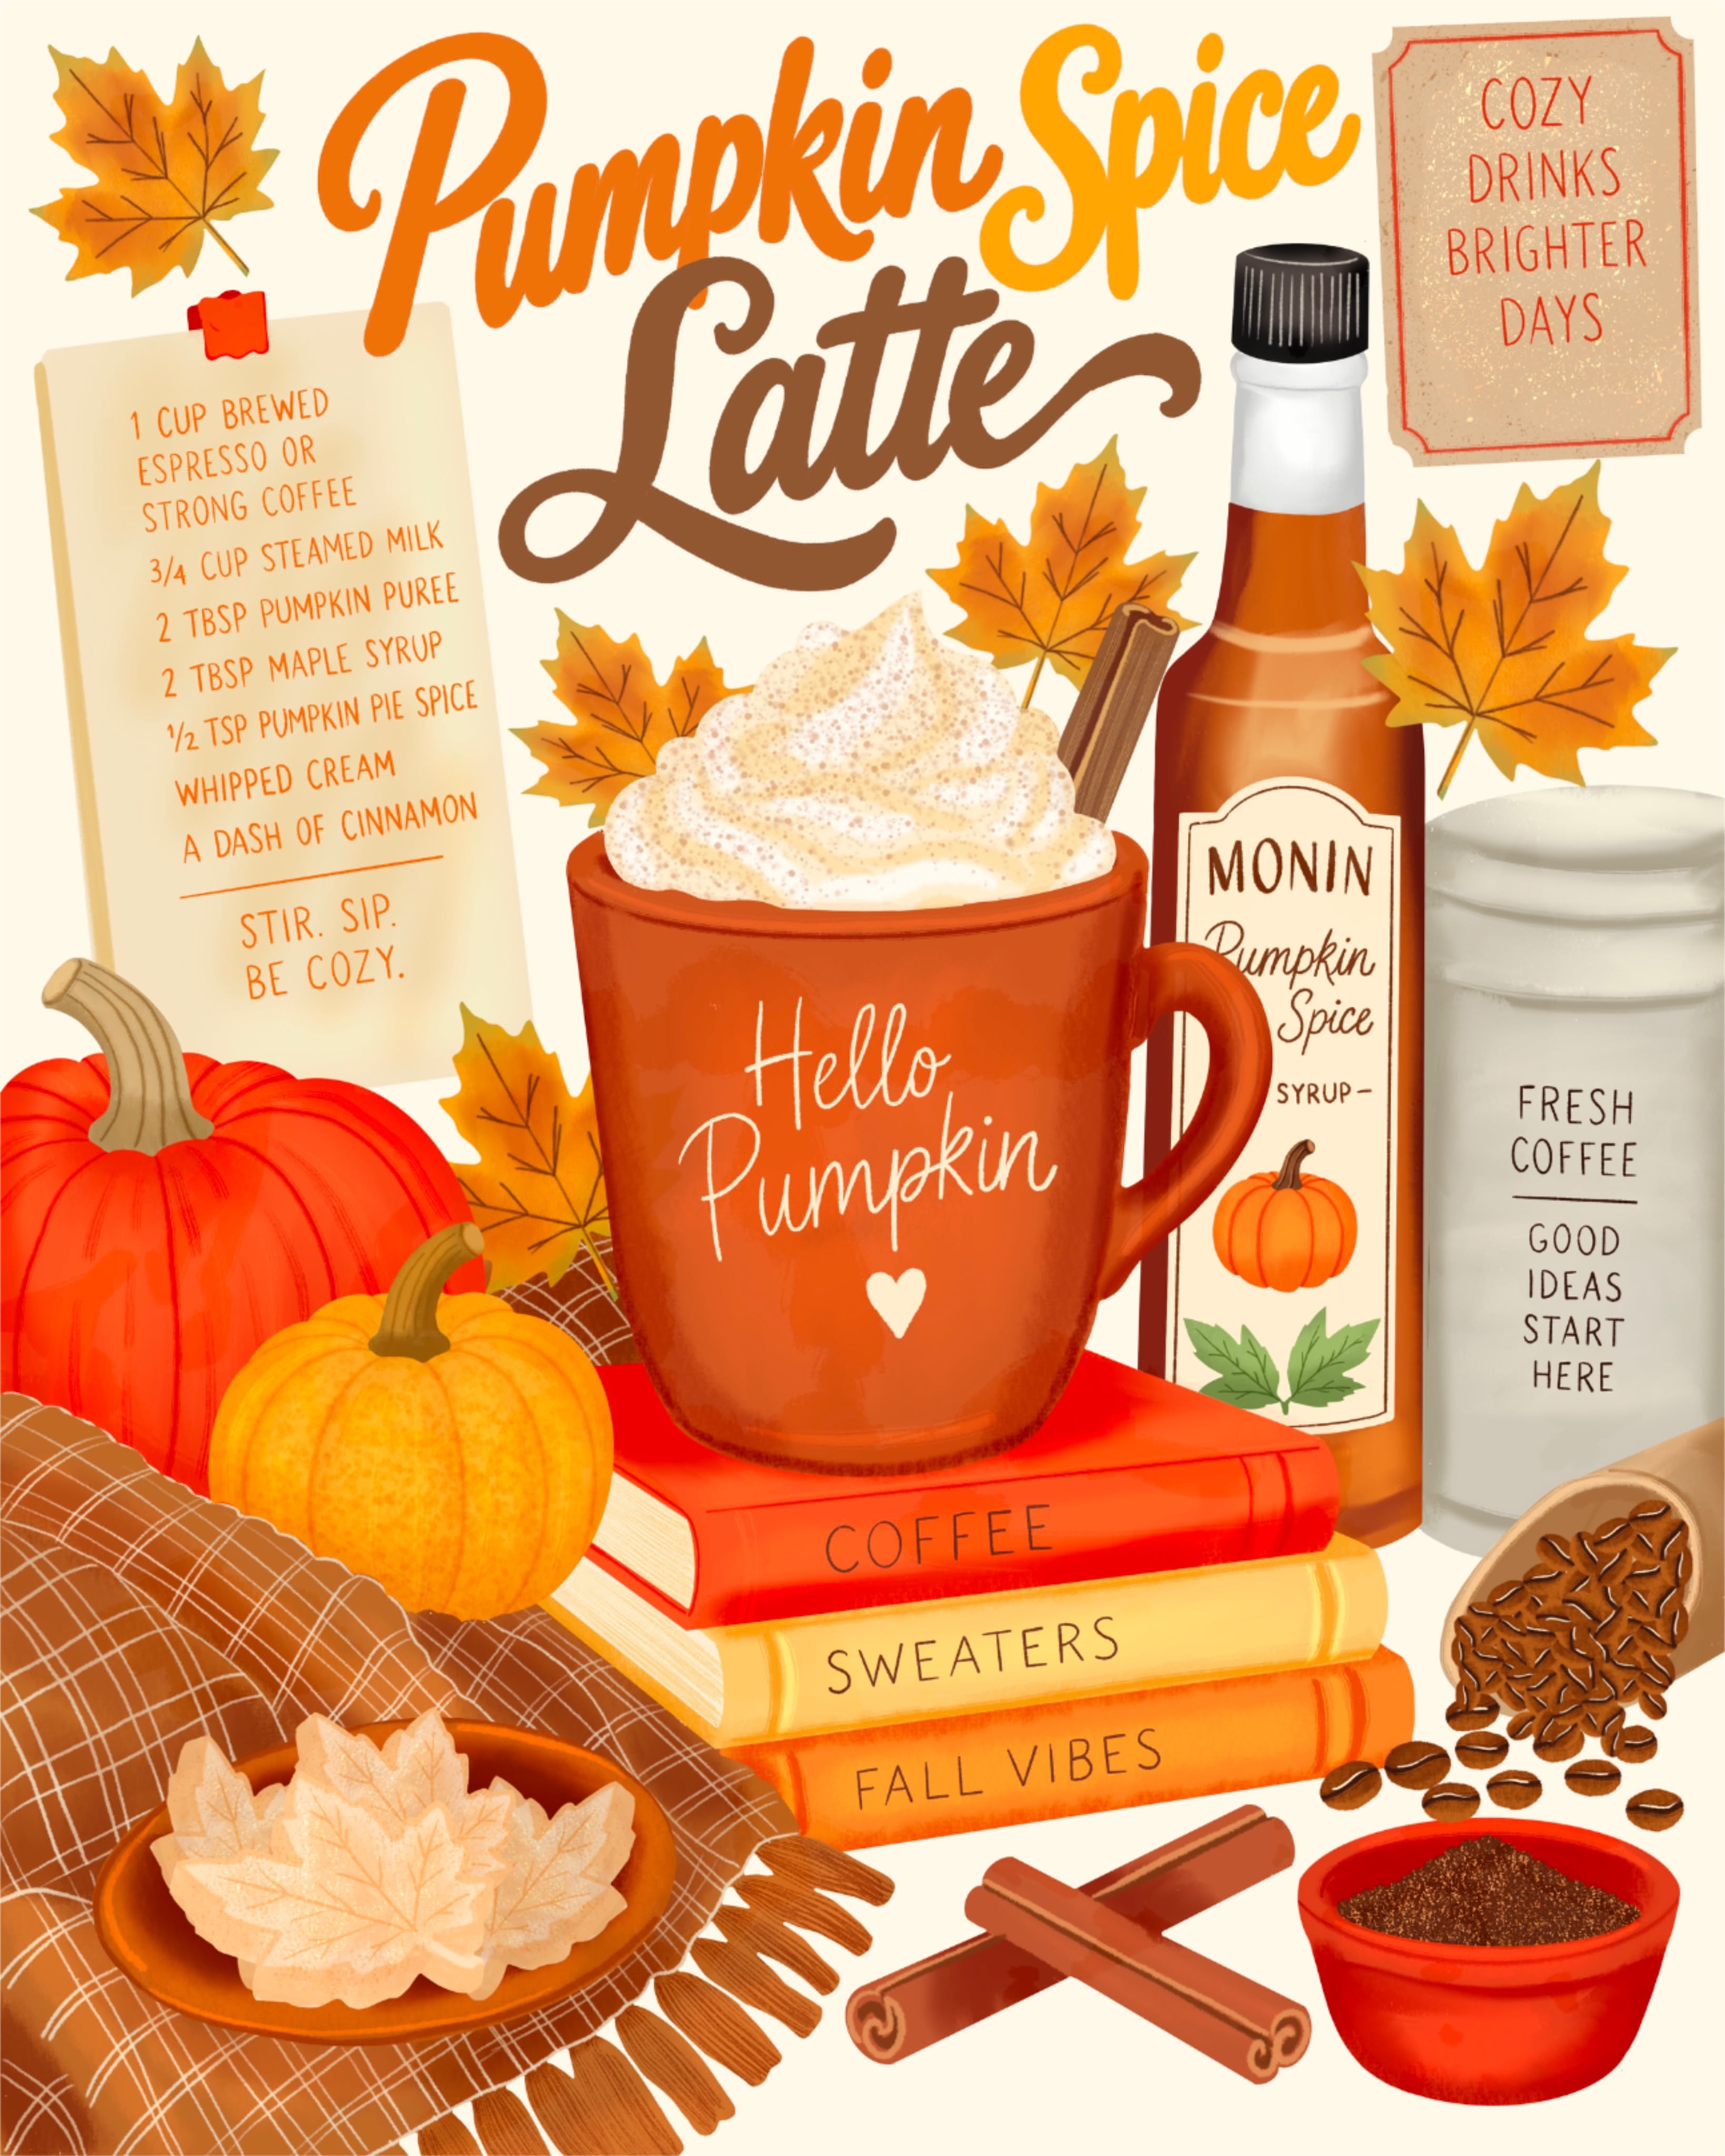 Pumpkin Spice
Latte
COZY
DRINKS
BRIGHTER
DAYS
1 CUP BREWED
ESPRESSO OR
STRONG COFFEE
3/4 CUP STEAMED MILK
2 TBSP PUMPKIN PUREE
2 TBSP MAPLE SYRUP
1/2 TSP PUMPKIN PIE SPICE
WHIPPED CREAM
A DASH OF CINNAMON
STIR. SIP.
BE COZY.
MONIN
Pumpkin
Spice
SYRUP-
Hello
Pumpkin
FRESH
COFFEE
GOOD
IDEAS
START
HERE
COFFEE
SWEATERS
FALL VIBES